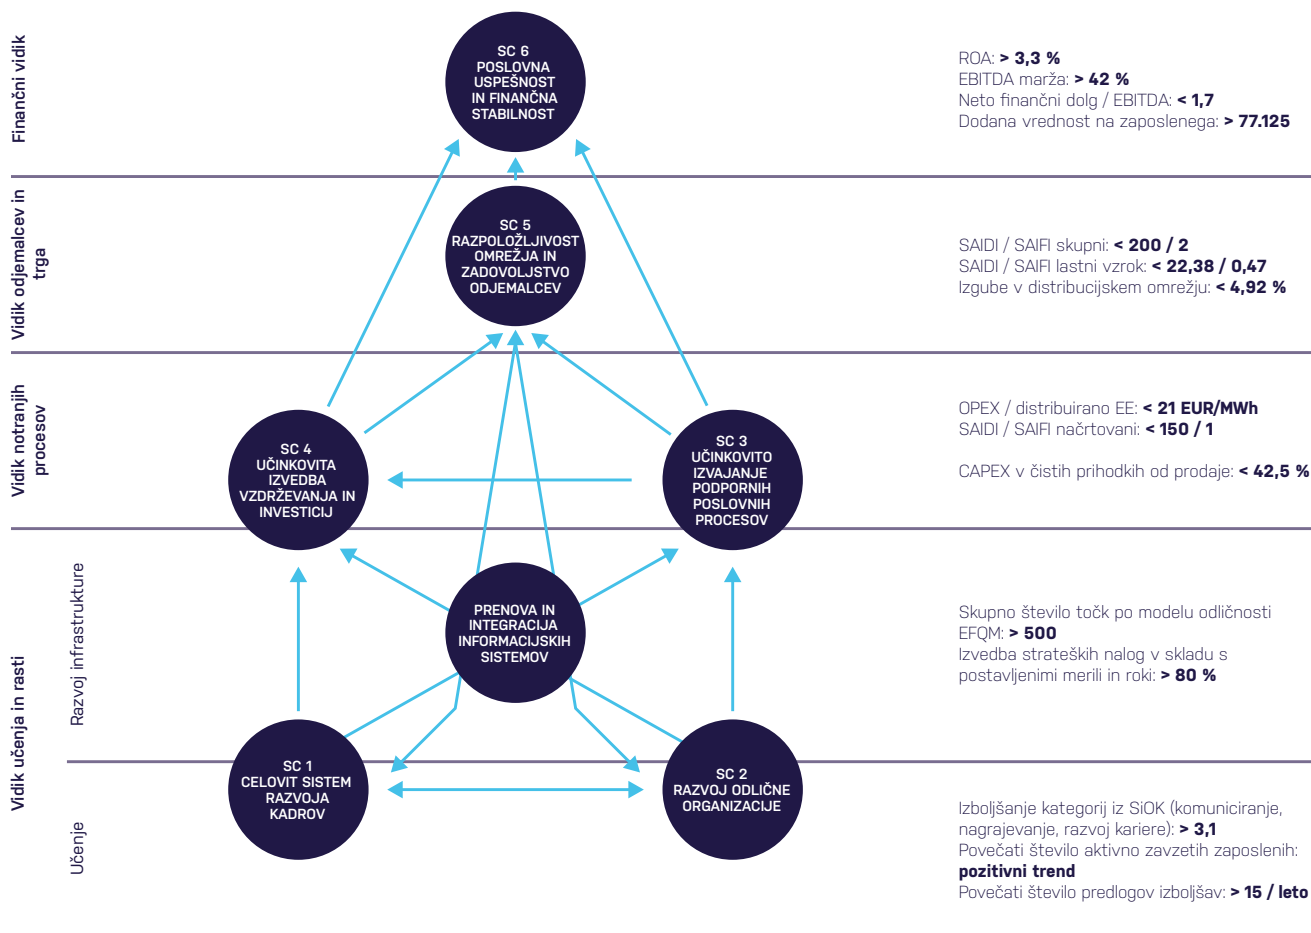 Finančni vidik
SC 6
POSLOVNA
USPEŠNOST
IN FINANČNA
STABILNOST
ROA: > 3,3 %
EBITDA marža: > 42 %
Neto finančni dolg / EBITDA: < 1,7
Dodana vrednost na zaposlenega: > 77.125
Vidik odjemalcev in
trga
SC 5
RAZPOLOŽLJIVOST
OMREŽJA IN
ZADOVOLJSTVO
ODJEMALCEV
SAIDI / SAIFI skupni: < 200 / 2
SAIDI / SAIFI lastni vzrok: < 22,38 / 0,47
Izgube v distribucijskem omrežju: < 4,92 %
Vidik notranjih
procesov
SC 4
UČINKOVITA
IZVEDBA
VZDRŽEVANJA IN
INVESTICIJ
SC 3
UČINKOVITO
IZVAJANJE
PODPORNIH
POSLOVNIH
PROCESOV
OPEX / distribuirano EE: < 21 EUR/MWh
SAIDI / SAIFI načrtovani: < 150 / 1
CAPEX v čistih prihodkih od prodaje: < 42,5 %
Vidik učenja in rasti
Razvoj infrastrukture
PRENOVA IN
INTEGRACIJA
INFORMACIJSKIH
SISTEMOV
Skupno število točk po modelu odličnosti
EFQM: > 500
Izvedba strateških nalog v skladu s
postavljenimi merili in roki: > 80 %
Učenje
SC 1
CELOVIT SISTEM
RAZVOJA
KADROV
SC 2
RAZVOJ ODLIČNE
ORGANIZACIJE
Izboljšanje kategorij iz SiOK (komuniciranje,
nagrajevanje, razvoj kariere): > 3,1
Povečati število aktivno zavzetih zaposlenih:
pozitivni trend
Povečati število predlogov izboljšav: > 15 / leto